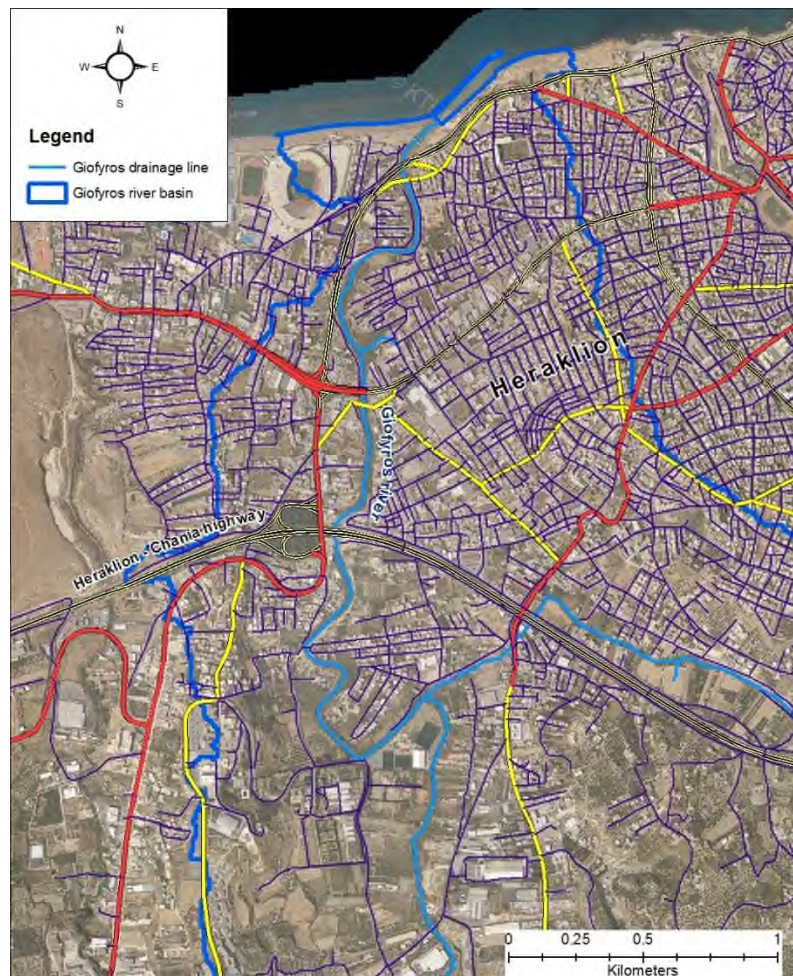 N
W E
S
Legend
Giofyros drainage line
Giofyros river basin
Heraklion
Giofyros river
Heraklion - Chania highway
0 0.25 0.5 1
Kilometers